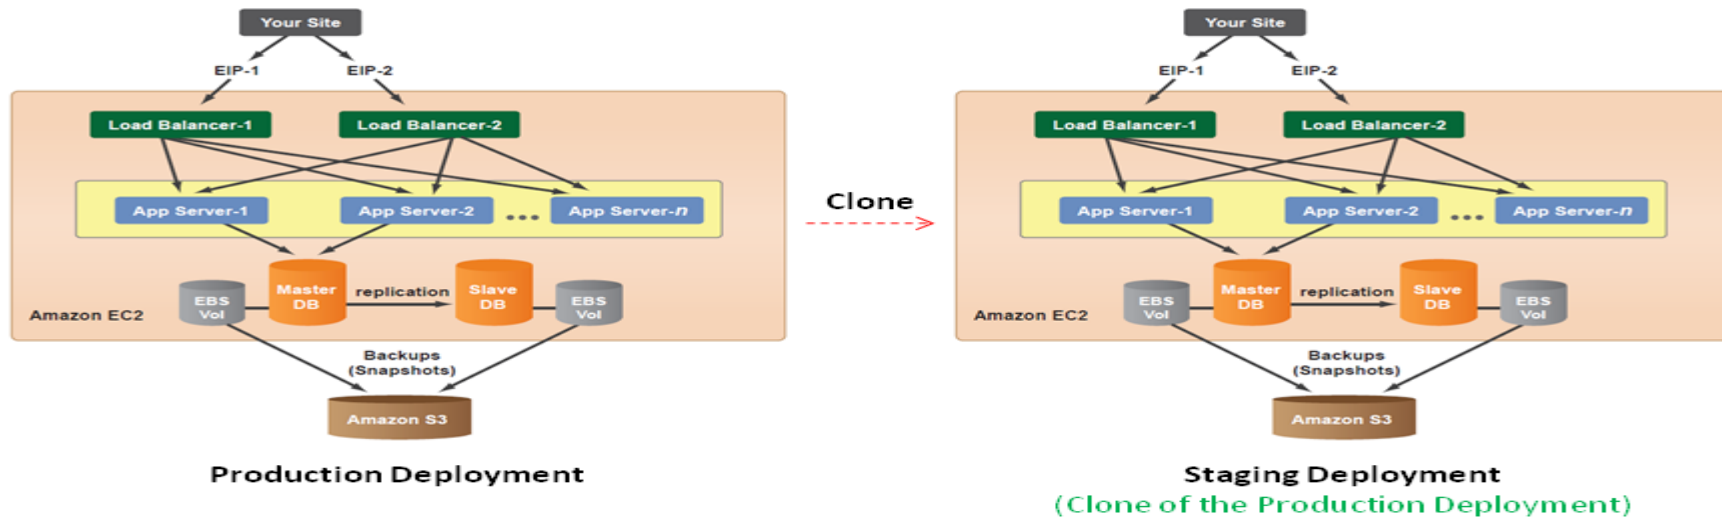 Your Site
EIP-1
EIP-2
Load Balancer-1
Load Balancer-2
App Server-1
App Server-2
...
App Server-n
Master
DB
replication
Slave
DB
EBS
Vol
EBS
Vol
Amazon EC2
Backups
(Snapshots)
Amazon S3
Production Deployment
Clone
Your Site
EIP-1
EIP-2
Load Balancer-1
Load Balancer-2
App Server-1
App Server-2
...
App Server-n
Master
DB
replication
Slave
DB
EBS
Vol
EBS
Vol
Amazon EC2
Backups
(Snapshots)
Amazon S3
Staging Deployment
(Clone of the Production Deployment)